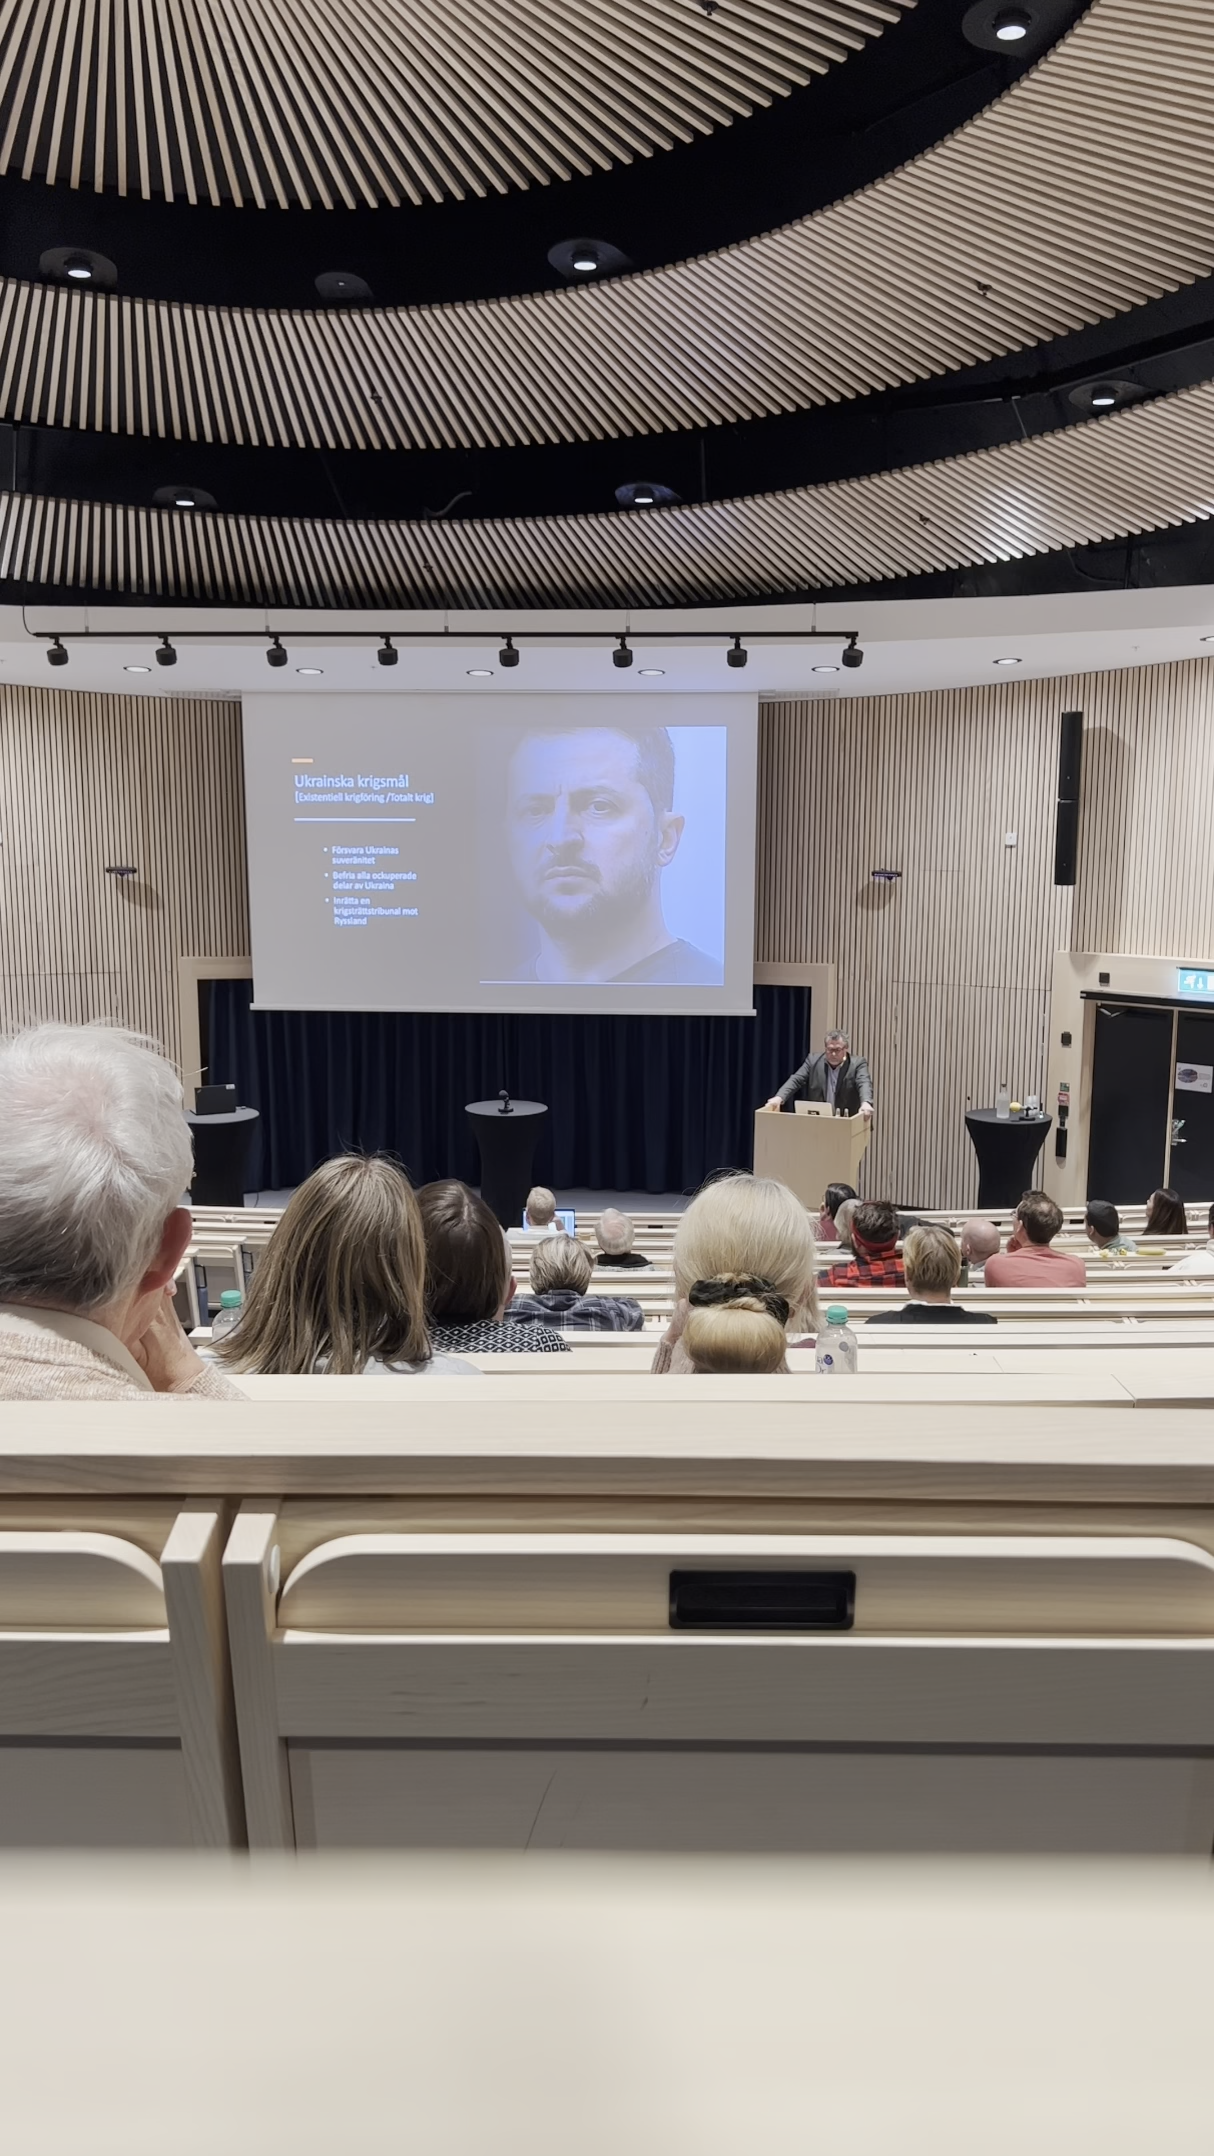 Ukrainska krigsmål
[Existentiell krigföring /Totalt krig]
• Försvara Ukrainas
suveränitet
• Befria alla ockuperade
delar av Ukraina
• Inrätta en
krigsrättstribunal mot
Ryssland